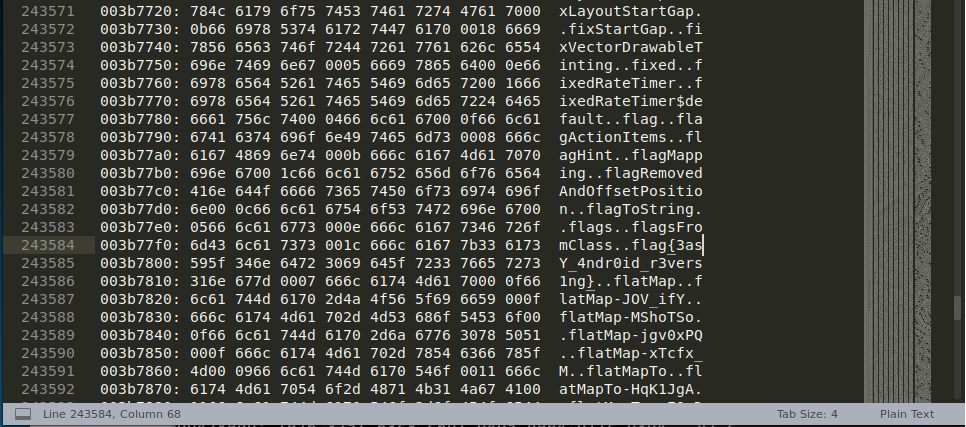 243571 003b7720: 784c 6179 6f75 7453 7461 7274 4761 7000 xLayoutStartGap.
243572 003b7730: 0b66 6978 5374 6172 7447 6170 0018 6669 .fixStartGap..fi
243573 003b7740: 7856 6563 746f 7244 7261 7761 626c 6554 xVectorDrawableT
243574 003b7750: 696e 7469 6e67 0005 6669 7865 6400 0e66 inting..fixed..f
243575 003b7760: 6978 6564 5261 7465 5469 6d65 7200 1666 ixedRateTimer..f
243576 003b7770: 6978 6564 5261 7465 5469 6d65 7224 6465 ixedRateTimer$de
243577 003b7780: 6661 756c 7400 0466 6c61 6700 0f66 6c61 fault..flag..fla
243578 003b7790: 6741 6374 696f 6e49 7465 6d73 0008 666c gActionItems..fl
243579 003b77a0: 6167 4869 6e74 000b 666c 6167 4d61 7070 agHint..flagMapp
243580 003b77b0: 696e 6700 1c66 6c61 6752 656d 6f76 6564 ing..flagRemoved
243581 003b77c0: 416e 644f 6666 7365 7450 6f73 6974 696f AndOffsetPositio
243582 003b77d0: 6e00 0c66 6c61 6754 6f53 7472 696e 6700 n..flagToString.
243583 003b77e0: 0566 6c61 6773 000e 666c 6167 7346 726f .flags..flagsFro
243584 003b77f0: 6d43 6c61 7373 001c 666c 6167 7b33 6173 mClass..flag{3as
243585 003b7800: 595f 346e 6472 3069 645f 7233 7665 7273 Y_4ndr0id_r3vers
243586 003b7810: 316e 677d 0007 666c 6174 4d61 7000 0f66 1ng}..flatMap..f
243587 003b7820: 6c61 744d 6170 2d4a 4f56 5f69 6659 000f latMap-JOV_ifY..
243588 003b7830: 666c 6174 4d61 702d 4d53 686f 5453 6f00 flatMap-MShoTSo.
243589 003b7840: 0f66 6c61 744d 6170 2d6a 6776 3078 5051 .flatMap-jgv0xPQ
243590 003b7850: 000f 666c 6174 4d61 702d 7854 6366 785f ..flatMap-xTcfx_
243591 003b7860: 4d00 0966 6c61 744d 6170 546f 0011 666c M..flatMapTo..fl
243592 003b7870: 6174 4d61 7054 6f2d 4871 4b31 4a67 4100 atMapTo-HqK1JgA.
Line 243584, Column 68 Tab Size: 4 Plain Text